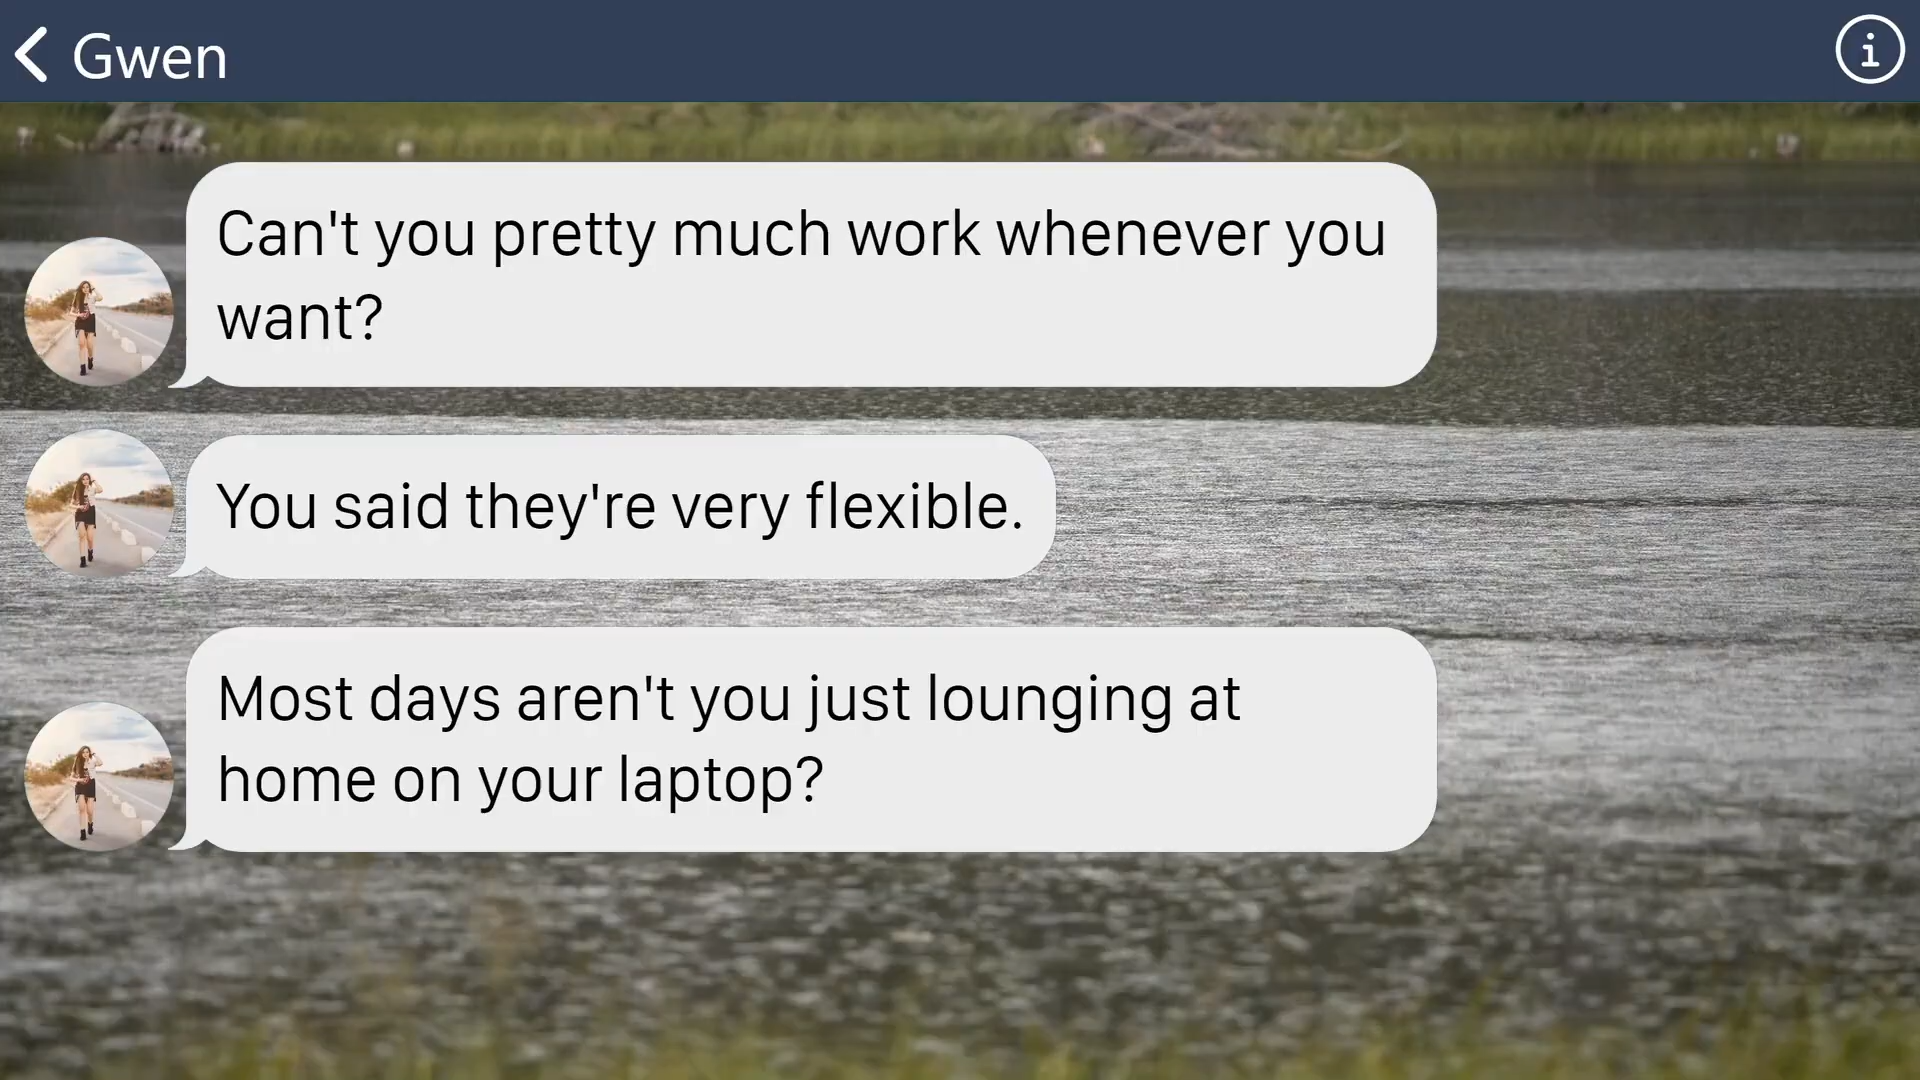 Gwen
Can't you pretty much work whenever you
want?
You said they're very flexible.
Most days aren't you just lounging at
home on your laptop?